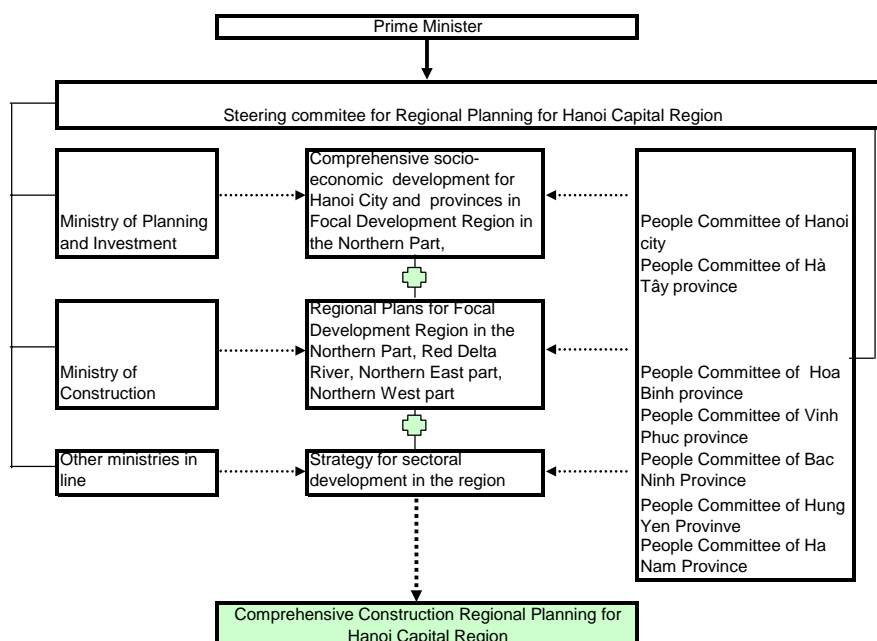 Prime Minister
Steering commitee for Regional Planning for Hanoi Capital Region
Ministry of Planning
and Investment
Comprehensive socio-
economic development for
Hanoi City and provinces in
Focal Development Region in
the Northern Part,
People Committee of Hanoi
city
People Committee of Hà
Tây province
Ministry of
Construction
Regional Plans for Focal
Development Region in the
Northern Part, Red Delta
River, Northern East part,
Northern West part
People Committee of Hoa
Binh province
People Committee of Vinh
Phuc province
People Committee of Bac
Ninh Province
People Committee of Hung
Yen Provinve
People Committee of Ha
Nam Province
Other ministries in
line
Strategy for sectoral
development in the region
Comprehensive Construction Regional Planning for
Hanoi Capital Region